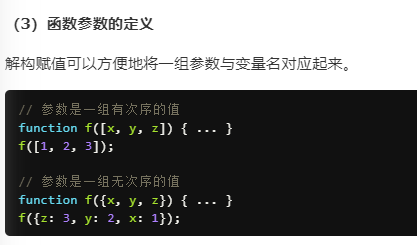 （3）函数参数的定义
解构赋值可以方便地将一组参数与变量名对应起来。
// 参数是一组有次序的值
function f([x, y, z]) { ... }
f([1, 2, 3]);
// 参数是一组无次序的值
function f({x, y, z}) { ... }
f({z: 3, y: 2, x: 1});